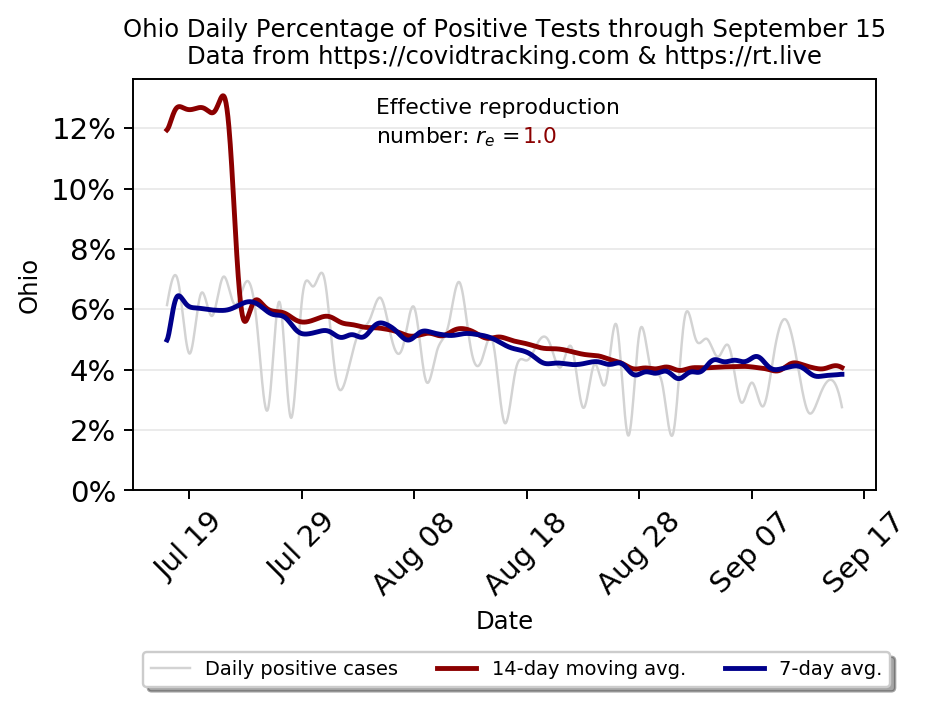 Ohio Daily Percentage of Positive Tests through September 15
Data from https://covidtracking.com & https://rt.live
Effective reproduction
number: rₑ = 1.0
12%
10%
8%
6%
4%
2%
0%
Ohio
Jul 19
Jul 29
Aug 08
Aug 18
Aug 28
Sep 07
Sep 17
Date
Daily positive cases
14-day moving avg.
7-day avg.